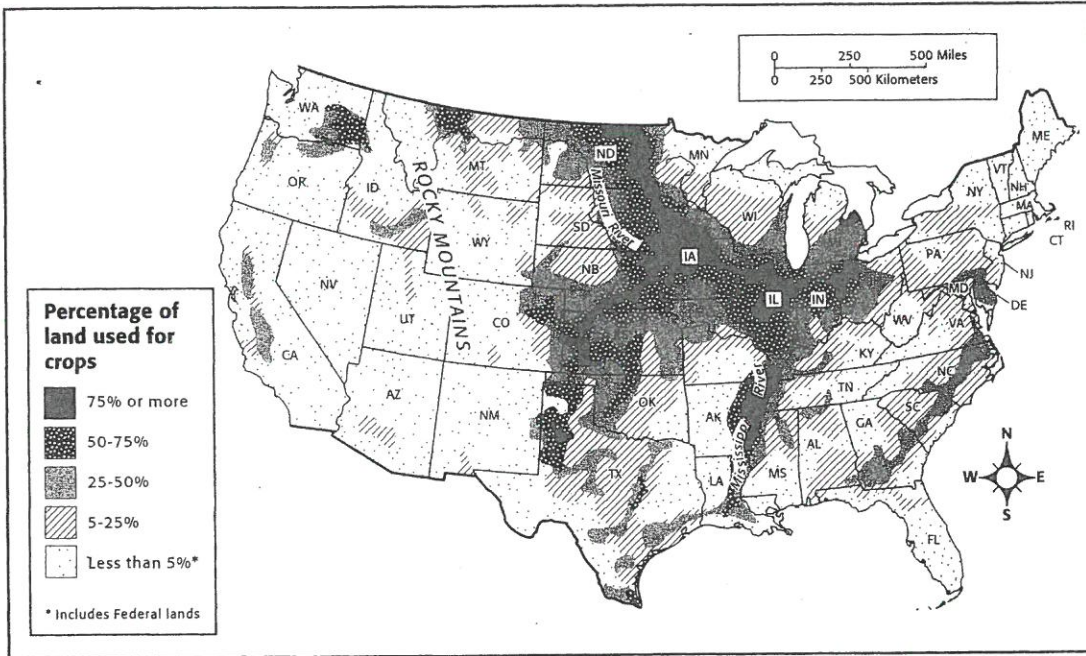 0 250 500 Miles
0 250 500 Kilometers
WA
ME
ND
MN
MT
VT
OR
ID
ROCKY MOUNTAINS
Missouri River
NH
NY
MA
WI
SD
MI
RI
WY
CT
IA
PA
NB
NJ
NV
IL
IN
MD
DE
UT
CO
WV
VA
CA
KY
NC
TN
AZ
NM
OK
AK
SC
Mississippi River
AL
GA
MS
TX
LA
FL
N
W E
S
Percentage of
land used for
crops
75% or more
50-75%
25-50%
5-25%
Less than 5%*
* Includes Federal lands